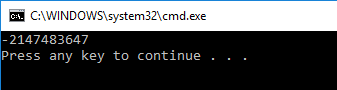 C:\WINDOWS\system32\cmd.exe
-2147483647
Press any key to continue . . .